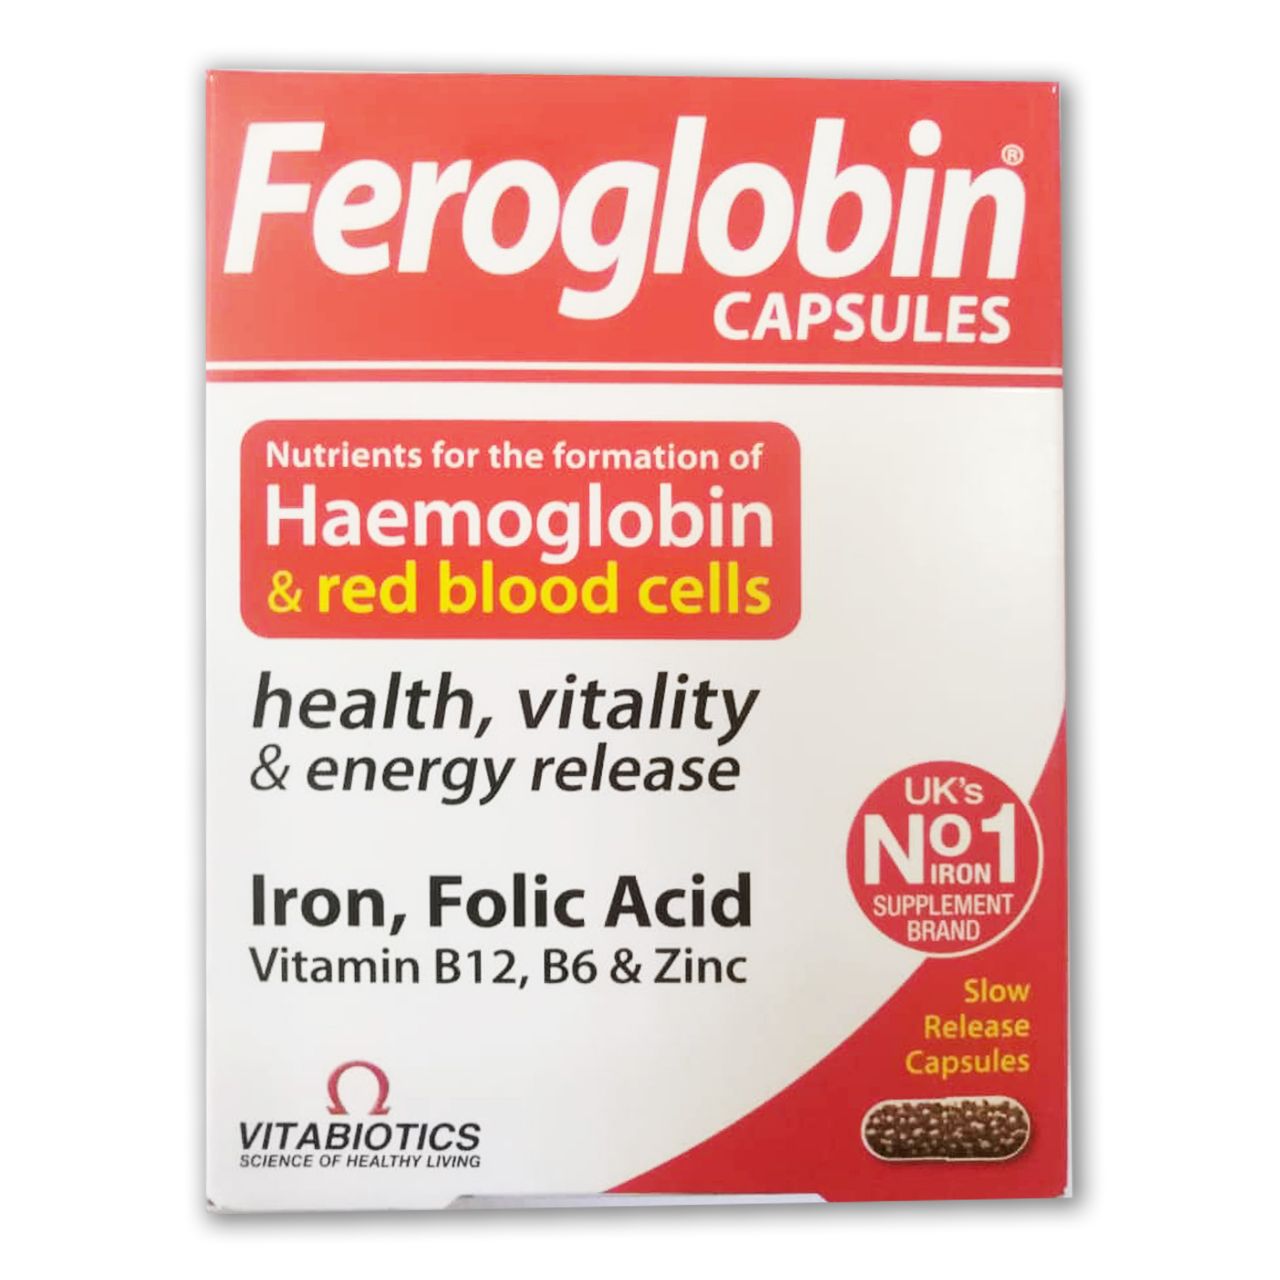 Feroglobin®
CAPSULES
Nutrients for the formation of
Haemoglobin
& red blood cells
health, vitality
& energy release
Iron, Folic Acid
Vitamin B12, B6 & Zinc
UK's
No1
IRON
SUPPLEMENT
BRAND
Slow
Release
Capsules
Ω
VITABIOTICS
SCIENCE OF HEALTHY LIVING